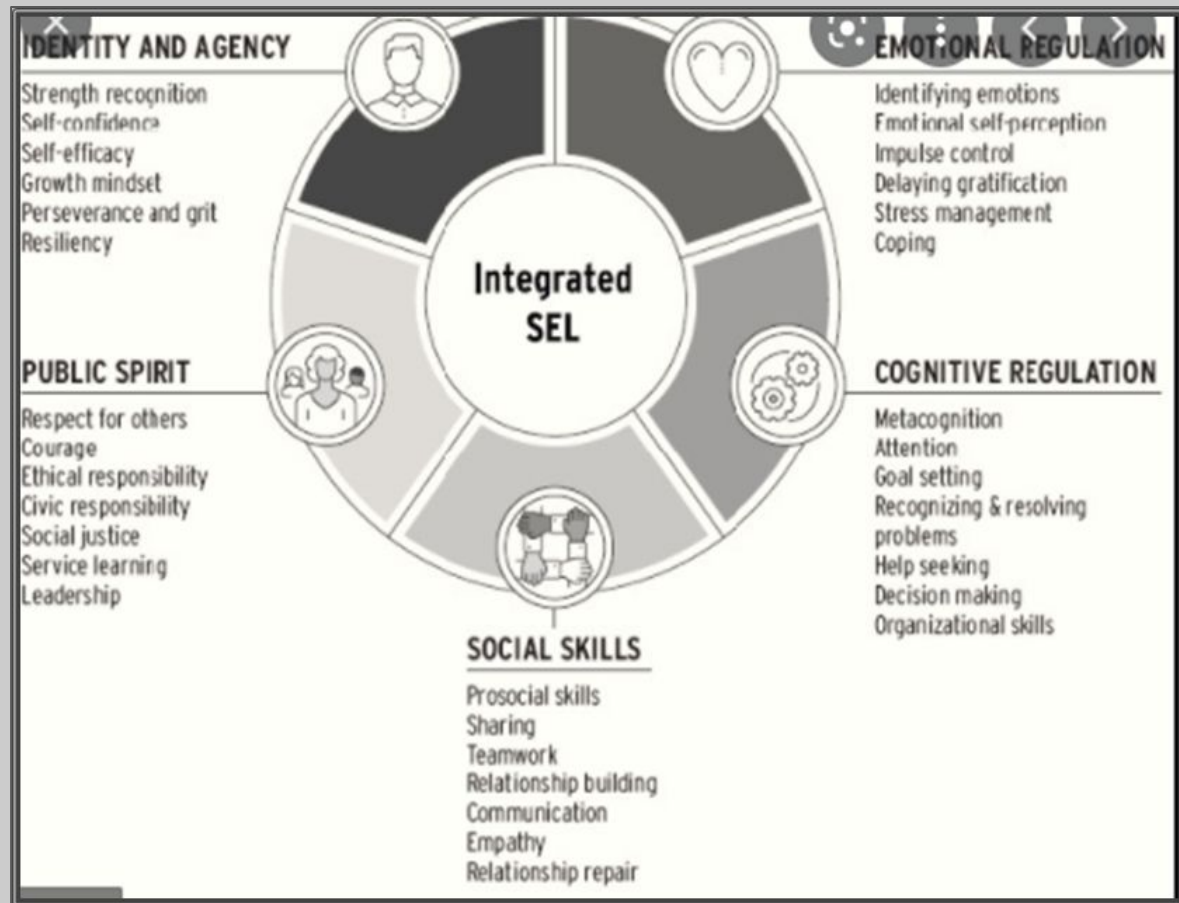 IDENTITY AND AGENCY
Strength recognition
Self-confidence
Self-efficacy
Growth mindset
Perseverance and grit
Resiliency
EMOTIONAL REGULATION
Identifying emotions
Emotional self-perception
Impulse control
Delaying gratification
Stress management
Coping
Integrated
SEL
PUBLIC SPIRIT
Respect for others
Courage
Ethical responsibility
Civic responsibility
Social justice
Service learning
Leadership
COGNITIVE REGULATION
Metacognition
Attention
Goal setting
Recognizing & resolving
problems
Help seeking
Decision making
Organizational skills
SOCIAL SKILLS
Prosocial skills
Sharing
Teamwork
Relationship building
Communication
Empathy
Relationship repair